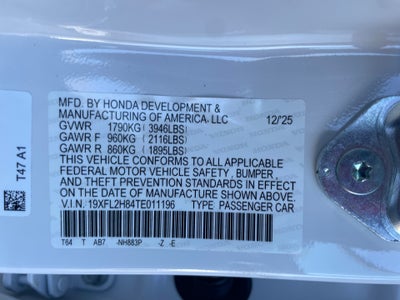 MFD. BY HONDA DEVELOPMENT &
MANUFACTURING OF AMERICA, LLC 12/25
GVWR 1790KG (3946LBS)
GAWR F 960KG (2116LBS)
GAWR R 860KG (1895LBS)
THIS VEHICLE CONFORMS TO ALL APPLICABLE
FEDERAL MOTOR VEHICLE SAFETY, BUMPER,
AND THEFT PREVENTION STANDARDS IN EFFECT
ON THE DATE OF MANUFACTURE SHOWN ABOVE.
V.I.N. 19XFL2H84TE011196 TYPE PASSENGER CAR
T64 T AB7 -NH883P -Z -E
T47 A1